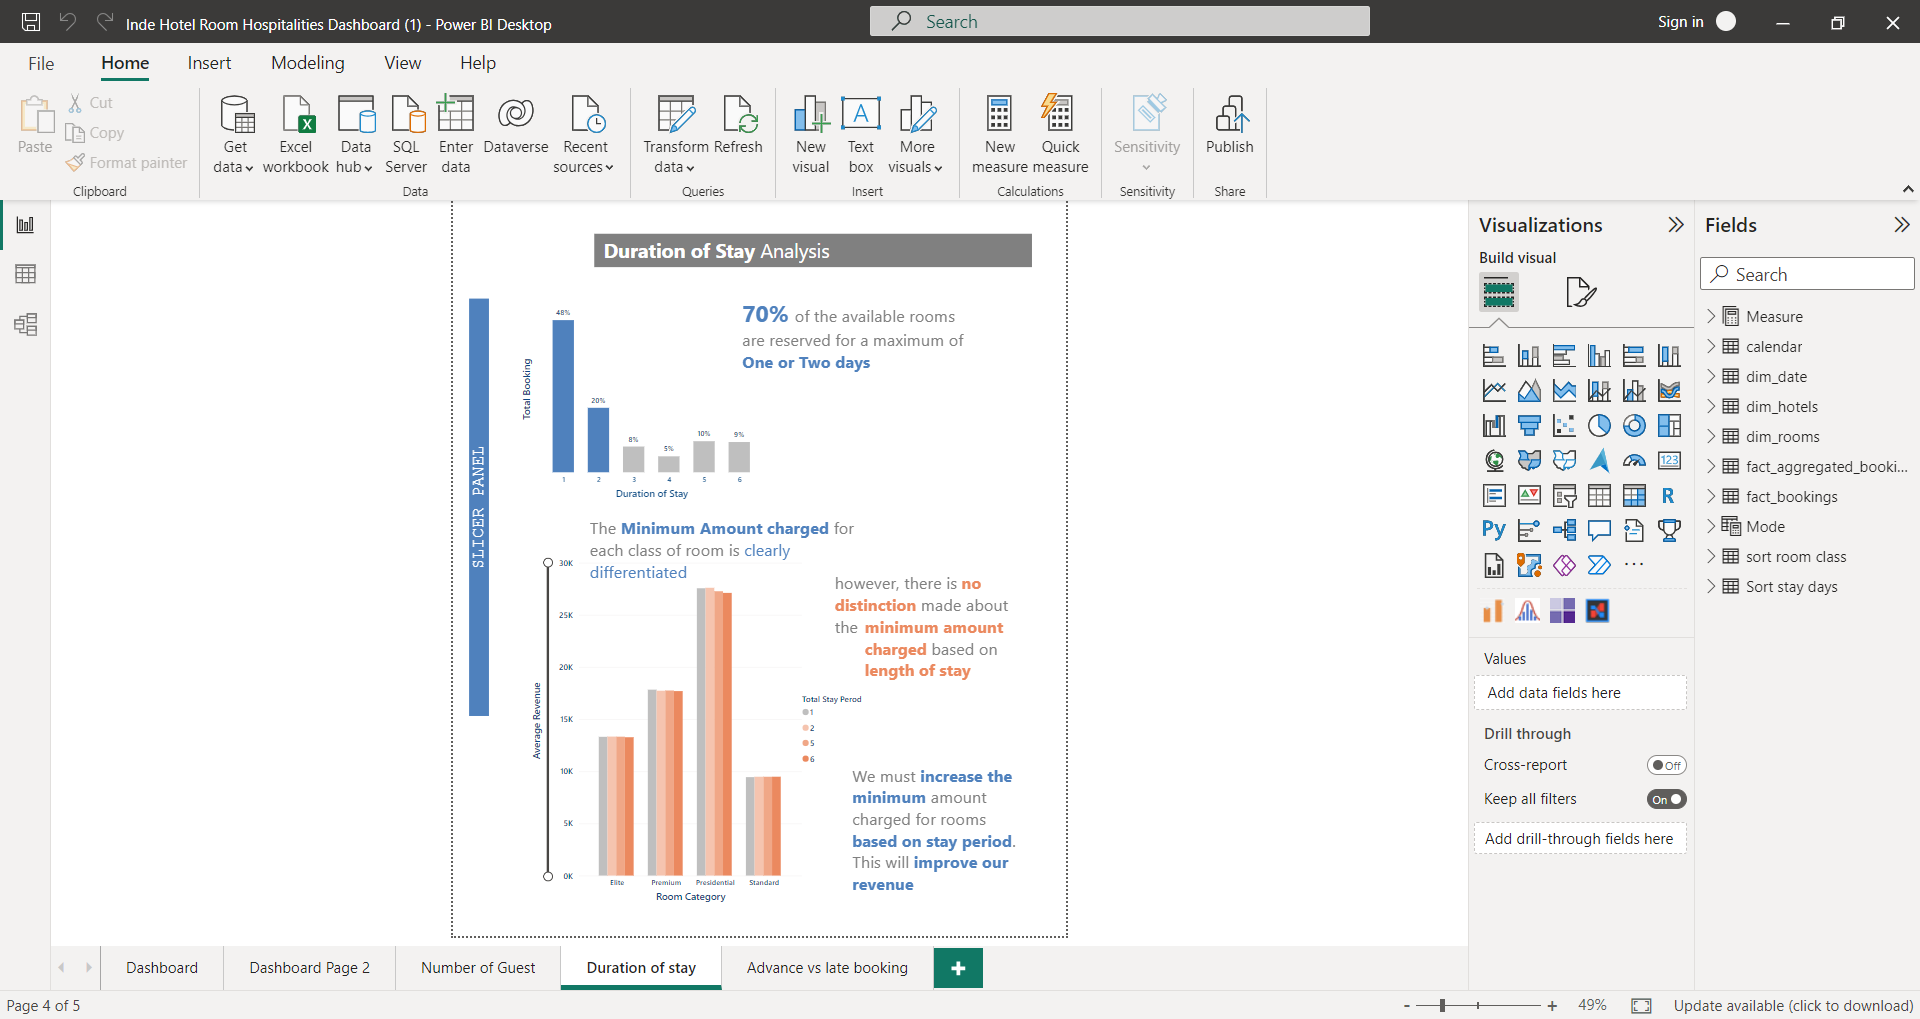 Inde Hotel Room Hospitalities Dashboard (1) - Power BI Desktop
Search
Sign in
File
Home
Insert
Modeling
View
Help
Paste
Cut
Copy
Format painter
Clipboard
Get data
Excel workbook
Data hub
SQL Server
Enter data
Dataverse
Recent sources
Data
Transform data
Refresh
Queries
New visual
Text box
More visuals
Insert
New measure
Quick measure
Calculations
Sensitivity
Sensitivity
Publish
Share
Duration of Stay Analysis
SLICER PANEL
Total Booking
48%
20%
8%
5%
10%
9%
1
2
3
4
5
6
Duration of Stay
70% of the available rooms
are reserved for a maximum of
One or Two days
The Minimum Amount charged for
each class of room is clearly
differentiated
30K
25K
20K
15K
10K
5K
0K
Average Revenue
Elite
Premium
Presidential
Standard
Room Category
however, there is no
distinction made about
the minimum amount
charged based on
length of stay
Total Stay Perod
1
2
5
6
We must increase the
minimum amount
charged for rooms
based on stay period.
This will improve our
revenue
Visualizations
Build visual
123
R
Py
Values
Add data fields here
Drill through
Cross-report
Off
Keep all filters
On
Add drill-through fields here
Fields
Search
Measure
calendar
dim_date
dim_hotels
dim_rooms
fact_aggregated_booki...
fact_bookings
Mode
sort room class
Sort stay days
Dashboard
Dashboard Page 2
Number of Guest
Duration of stay
Advance vs late booking
Page 4 of 5
- + 49%
Update available (click to download)